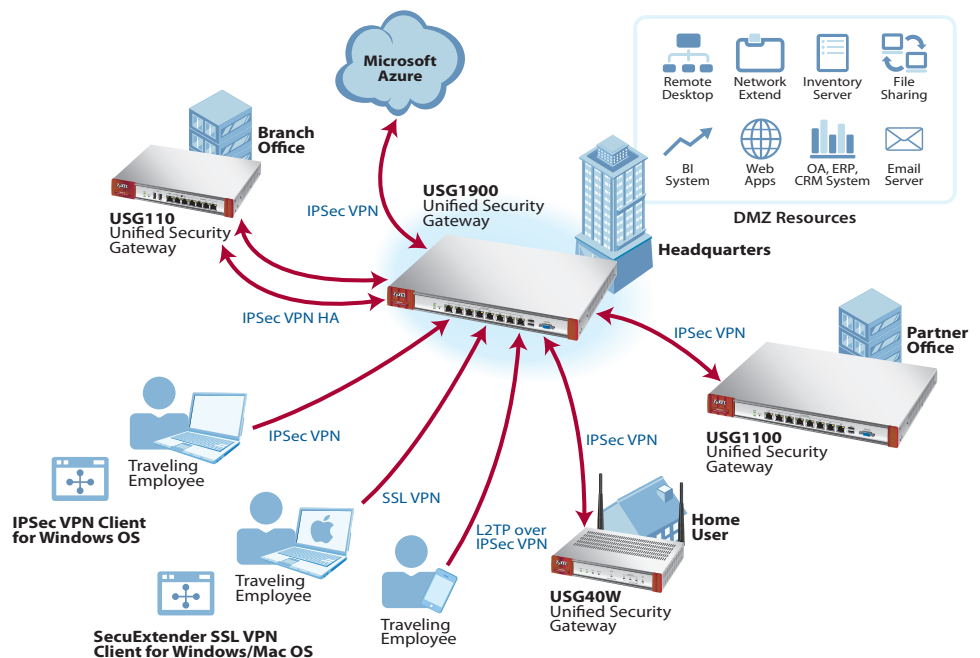 Microsoft
Azure
Remote
Desktop
Network
Extend
Inventory
Server
File
Sharing
BI
System
Web
Apps
OA, ERP,
CRM System
Email
Server
DMZ Resources
Branch
Office
USG110
Unified Security
Gateway
IPSec VPN
USG1900
Unified Security
Gateway
Headquarters
IPSec VPN HA
IPSec VPN
Partner
Office
USG1100
Unified Security
Gateway
IPSec VPN
Traveling
Employee
IPSec VPN Client
for Windows OS
SSL VPN
Traveling
Employee
SecuExtender SSL VPN
Client for Windows/Mac OS
L2TP over
IPSec VPN
Traveling
Employee
IPSec VPN
Home
User
USG40W
Unified Security
Gateway